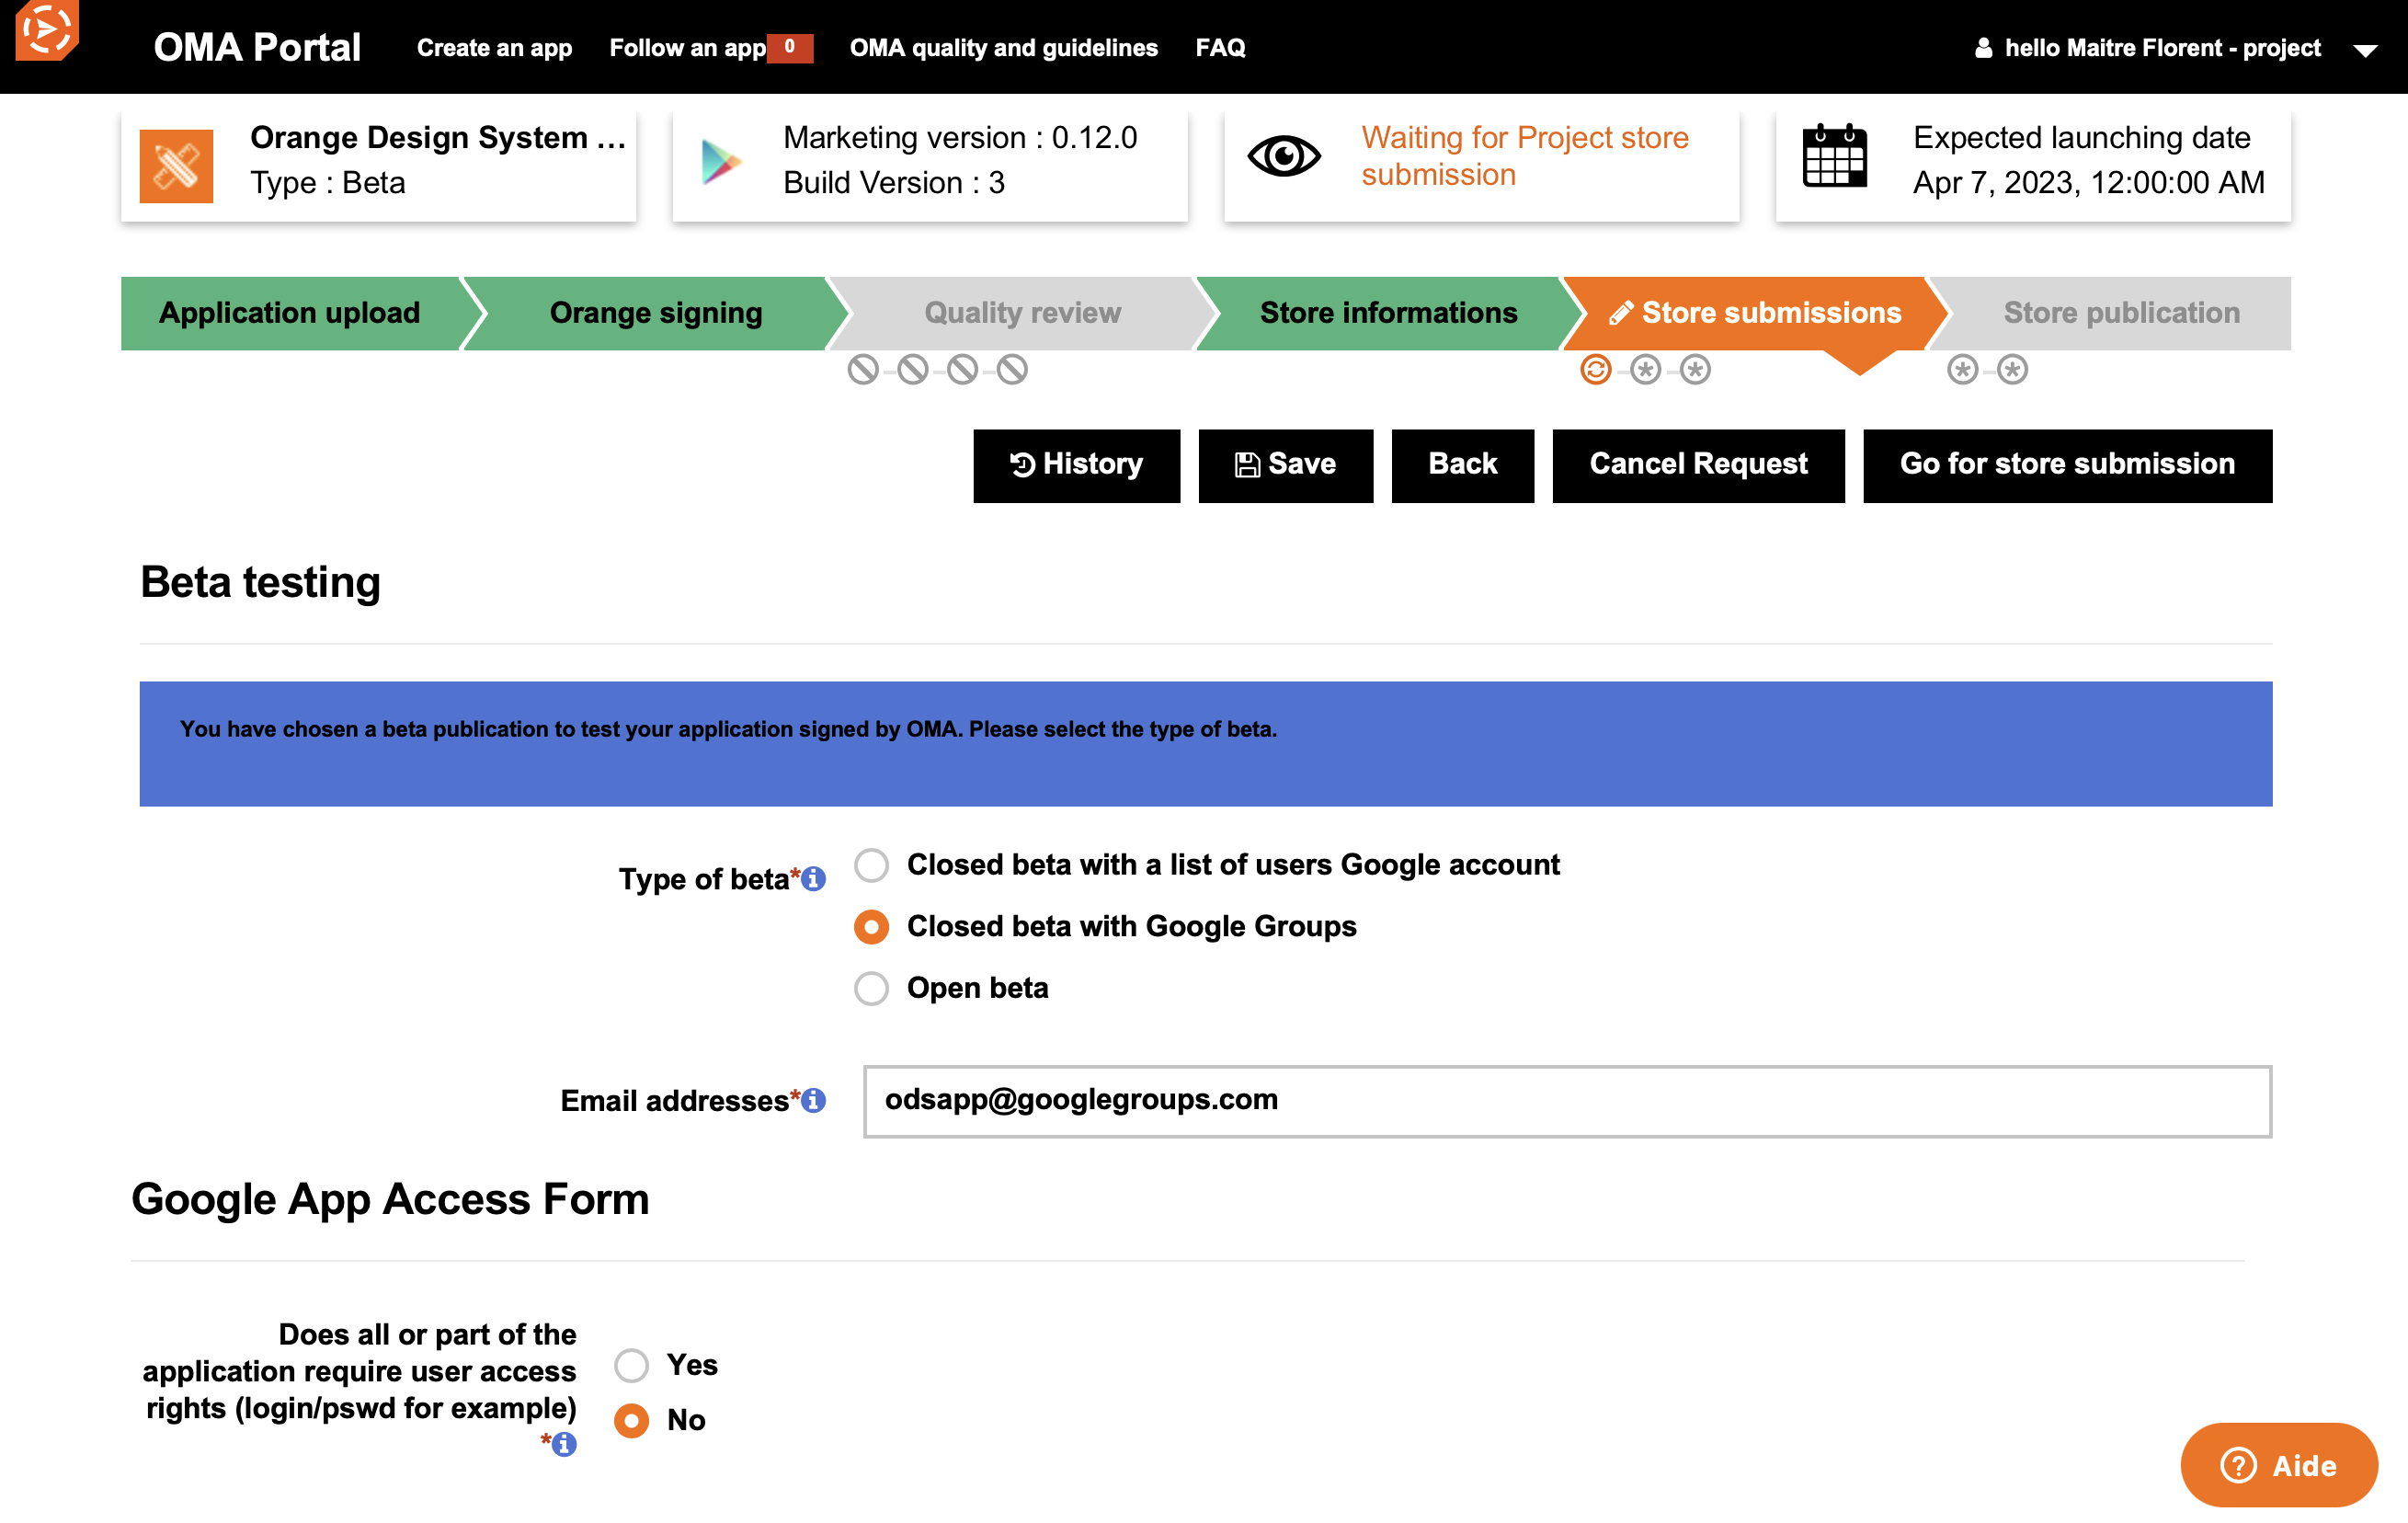 OMA Portal
Create an app
Follow an app 0
OMA quality and guidelines
FAQ
hello Maitre Florent - project
Orange Design System ...
Type : Beta
Marketing version : 0.12.0
Build Version : 3
Waiting for Project store
submission
Expected launching date
Apr 7, 2023, 12:00:00 AM
Application upload
Orange signing
Quality review
Store informations
Store submissions
Store publication
History
Save
Back
Cancel Request
Go for store submission
Beta testing
You have chosen a beta publication to test your application signed by OMA. Please select the type of beta.
Type of beta*
Closed beta with a list of users Google account
Closed beta with Google Groups
Open beta
Email addresses*
odsapp@googlegroups.com
Google App Access Form
Does all or part of the
application require user access
rights (login/pswd for example)
*
Yes
No
Aide